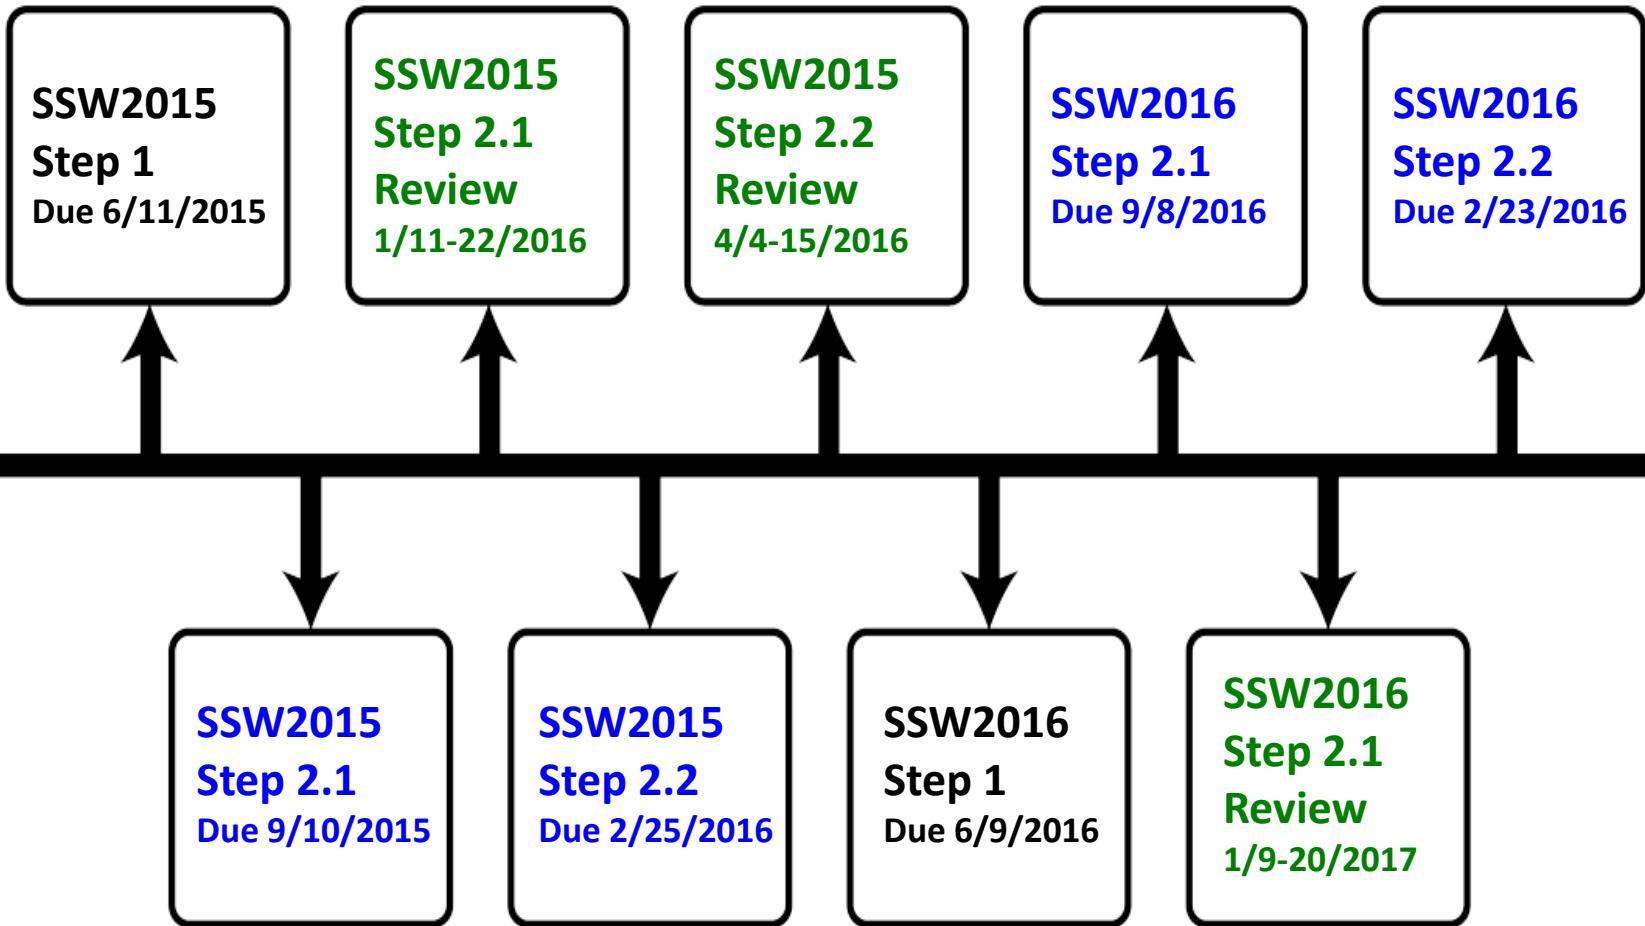 SSW2015
Step 1
Due 6/11/2015
SSW2015
Step 2.1
Review
1/11-22/2016
SSW2015
Step 2.2
Review
4/4-15/2016
SSW2016
Step 2.1
Due 9/8/2016
SSW2016
Step 2.2
Due 2/23/2016
SSW2015
Step 2.1
Due 9/10/2015
SSW2015
Step 2.2
Due 2/25/2016
SSW2016
Step 1
Due 6/9/2016
SSW2016
Step 2.1
Review
1/9-20/2017